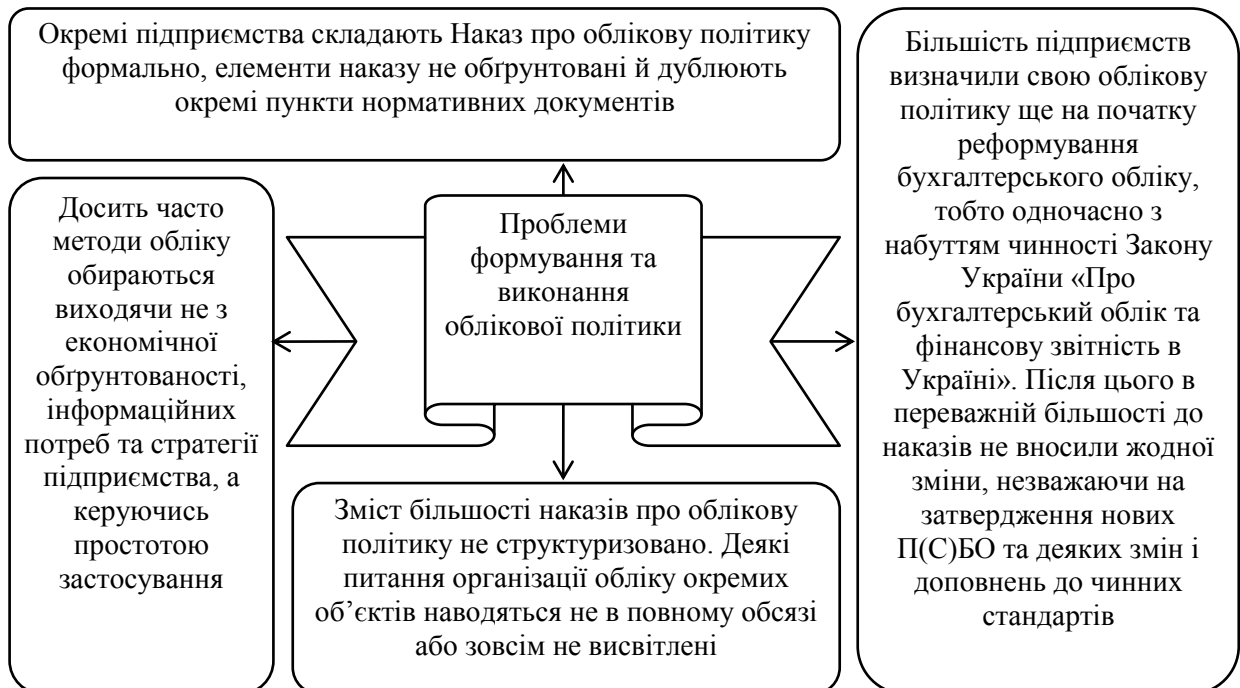 Окремі підприємства складають Наказ про облікову політику
формально, елементи наказу не обґрунтовані й дублюють
окремі пункти нормативних документів
Досить часто
методи обліку
обираються
виходячи не з
економічної
обґрунтованості,
інформаційних
потреб та стратегії
підприємства, а
керуючись
простотою
застосування
Проблеми
формування та
виконання
облікової політики
Зміст більшості наказів про облікову
політику не структуризовано. Деякі
питання організації обліку окремих
об’єктів наводяться не в повному обсязі
або зовсім не висвітлені
Більшість підприємств
визначили свою облікову
політику ще на початку
реформування
бухгалтерського обліку,
тобто одночасно з
набуттям чинності Закону
України «Про
бухгалтерський облік та
фінансову звітність в
Україні». Після цього в
переважній більшості до
наказів не вносили жодної
зміни, незважаючи на
затвердження нових
П(С)БО та деяких змін і
доповнень до чинних
стандартів